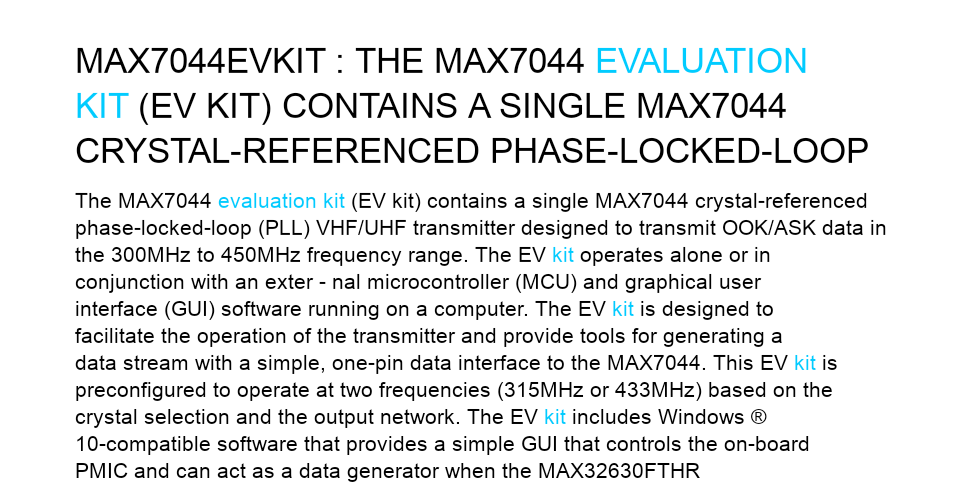 MAX7044EVKIT : THE MAX7044 EVALUATION
KIT (EV KIT) CONTAINS A SINGLE MAX7044
CRYSTAL-REFERENCED PHASE-LOCKED-LOOP
The MAX7044 evaluation kit (EV kit) contains a single MAX7044 crystal-referenced
phase-locked-loop (PLL) VHF/UHF transmitter designed to transmit OOK/ASK data in
the 300MHz to 450MHz frequency range. The EV kit operates alone or in
conjunction with an exter - nal microcontroller (MCU) and graphical user
interface (GUI) software running on a computer. The EV kit is designed to
facilitate the operation of the transmitter and provide tools for generating a
data stream with a simple, one-pin data interface to the MAX7044. This EV kit is
preconfigured to operate at two frequencies (315MHz or 433MHz) based on the
crystal selection and the output network. The EV kit includes Windows ®
10-compatible software that provides a simple GUI that controls the on-board
PMIC and can act as a data generator when the MAX32630FTHR